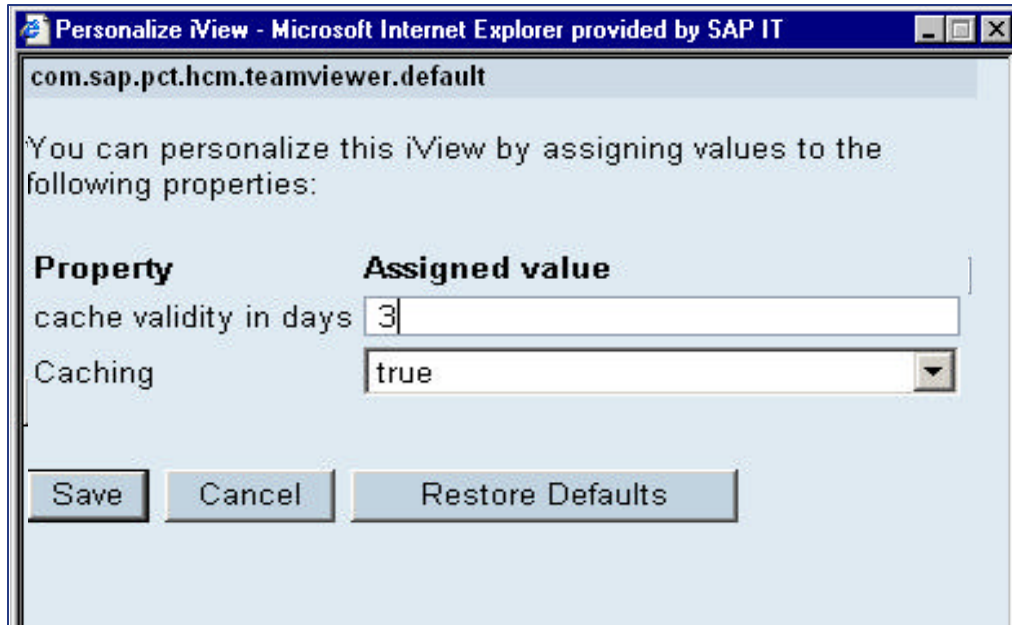 Personalize iView - Microsoft Internet Explorer provided by SAP IT
com.sap.pct.hcm.teamviewer.default
You can personalize this iView by assigning values to the
following properties:
Property Assigned value
cache validity in days 3
Caching true
Save Cancel Restore Defaults